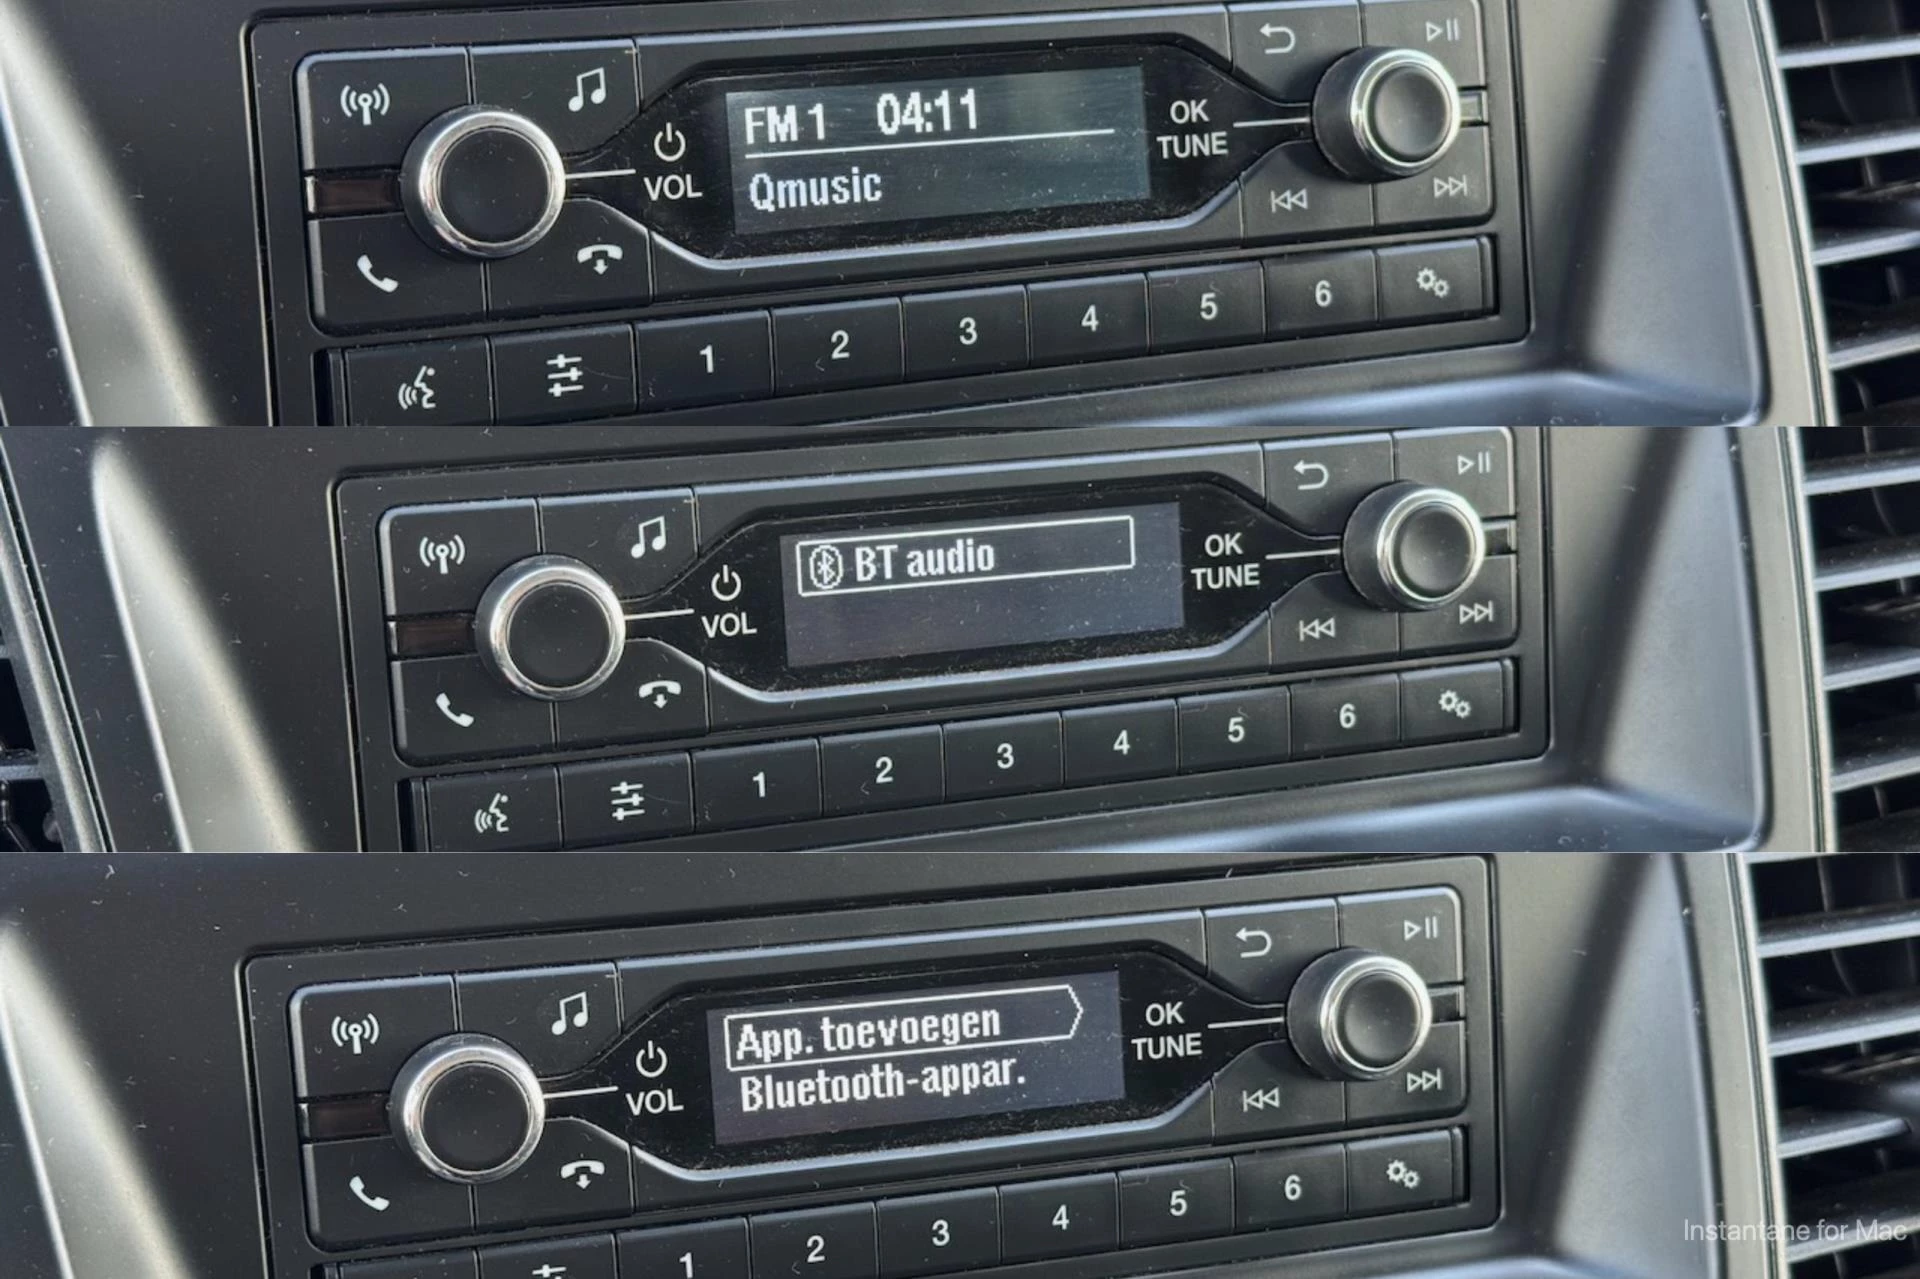 FM 1 04:11
Qmusic
VOL
OK
TUNE
1 2 3 4 5 6
BT audio
VOL
OK
TUNE
1 2 3 4 5 6
App. toevoegen
Bluetooth-appar.
VOL
OK
TUNE
1 2 3 4 5 6
Instantane for Mac